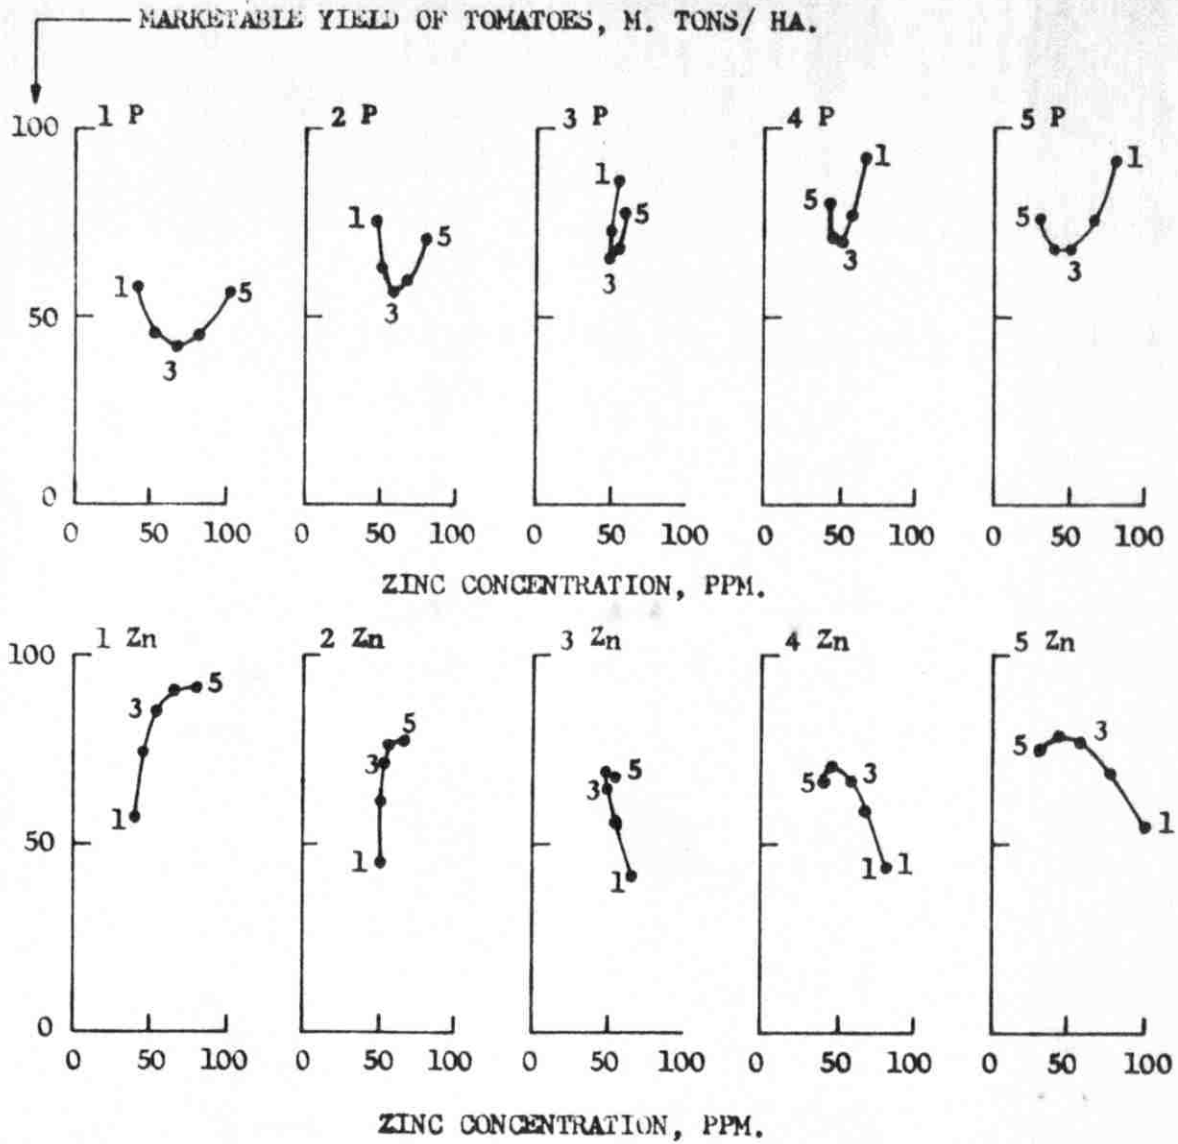 MARKETABLE YIELD OF TOMATOES, M. TONS/ HA.
1 P 2 P 3 P 4 P 5 P
100
1 1 1 5 1
1 5 5 5
50 3 3 3 3 3
5
0
0 50 100 0 50 100 0 50 100 0 50 100 0 50 100
ZINC CONCENTRATION, PPM.
1 Zn 2 Zn 3 Zn 4 Zn 5 Zn
100
5 5 5 3 3
3 3 3 5 5
1 1 1 1 1 1
50
0
0 50 100 0 50 100 0 50 100 0 50 100 0 50 100
ZINC CONCENTRATION, PPM.